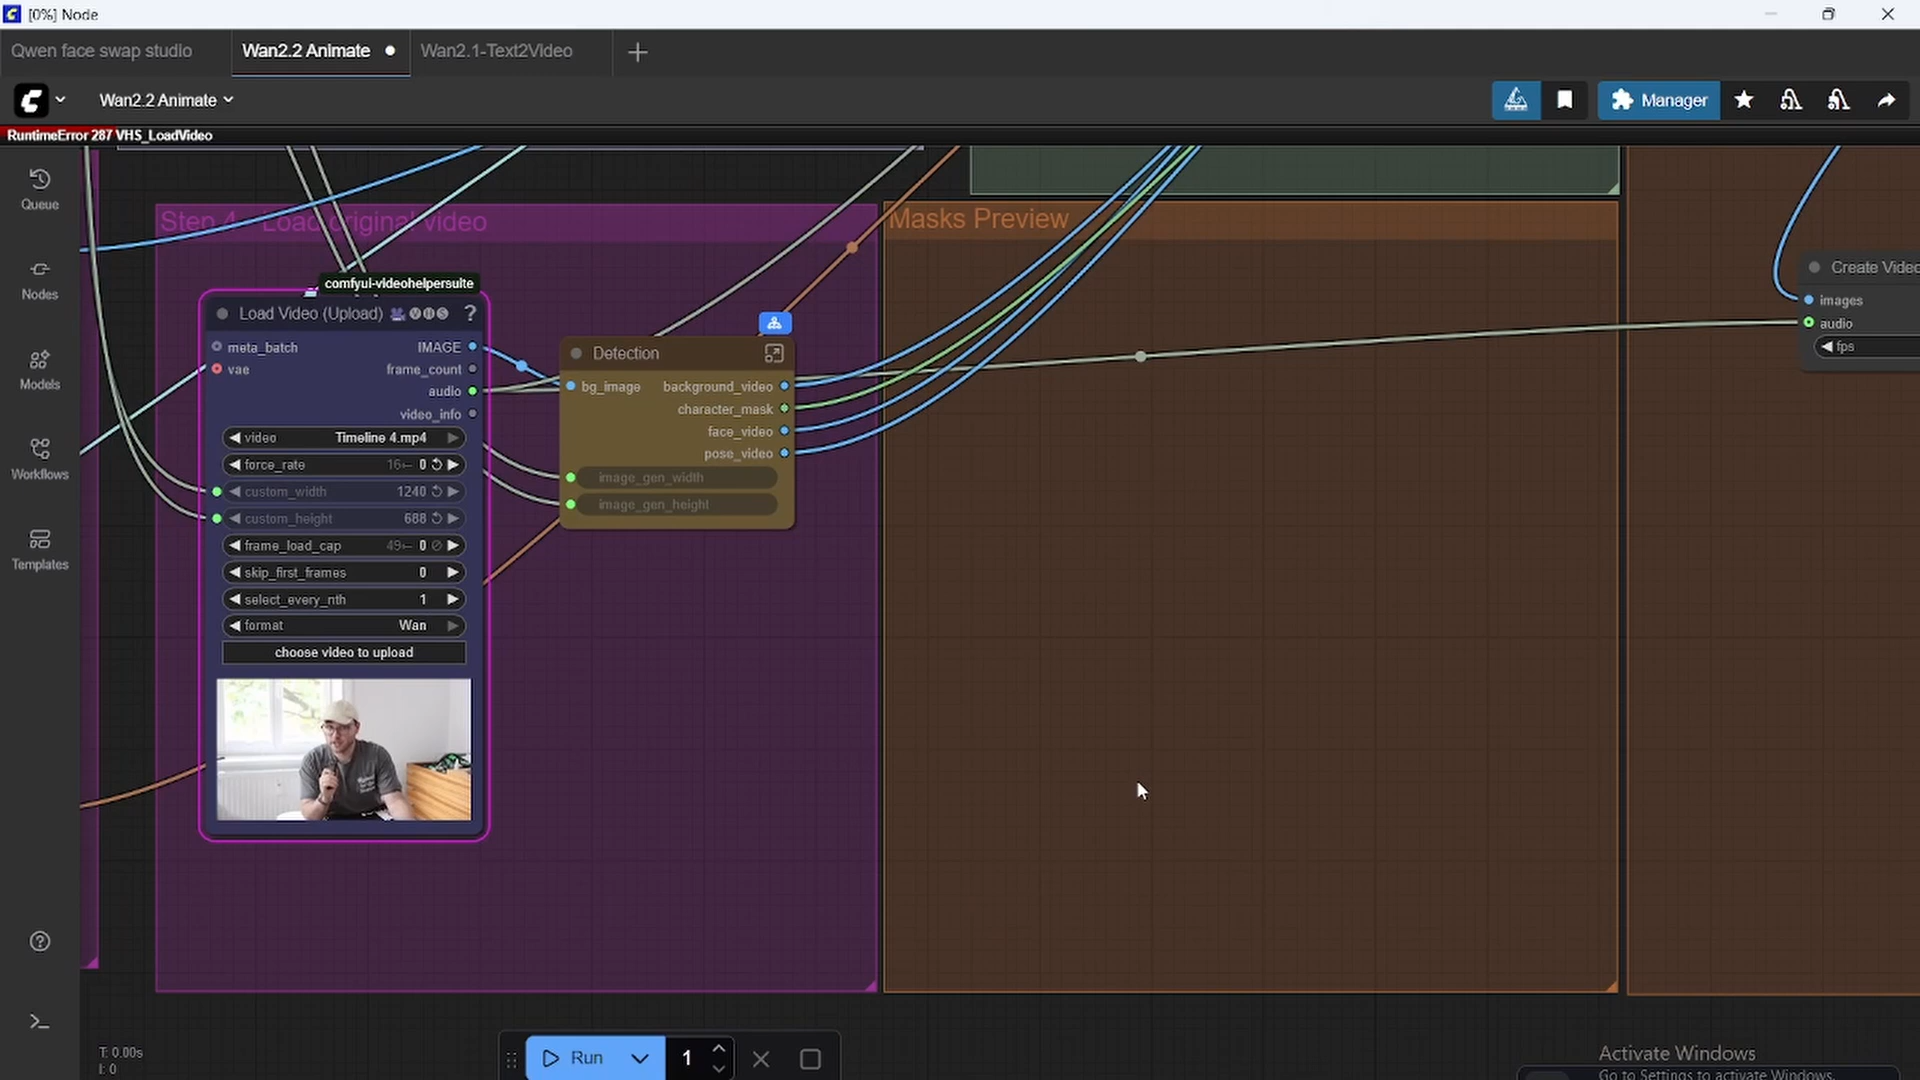 [0%] Node
Qwen face swap studio
Wan2.2 Animate
Wan2.1-Text2Video
Wan2.2 Animate
Manager
RuntimeError 287 VHS_LoadVideo
Queue
Nodes
Models
Workflows
Templates
Step 4 - Load original video
Masks Preview
comfyui-videohelpersuite
Load Video (Upload) VHS ?
meta_batch IMAGE
vae frame_count
audio
video_info
video Timeline 4.mp4
force_rate 16← 0
custom_width 1240
custom_height 688
frame_load_cap 49← 0
skip_first_frames 0
select_every_nth 1
format Wan
choose video to upload
Detection
bg_image background_video
character_mask
face_video
pose_video
image_gen_width
image_gen_height
Create Video
images
audio
fps
T: 0.00s
I: 0
Run
1
Activate Windows
Go to Settings to activate Windows.